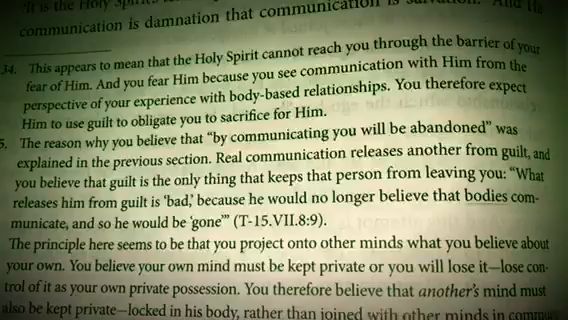 "It is the Holy Spirit's
communication is damnation that communication is salvation. And He
34. This appears to mean that the Holy Spirit cannot reach you through the barrier of your
fear of Him. And you fear Him because you see communication with Him from the
perspective of your experience with body-based relationships. You therefore expect
Him to use guilt to obligate you to sacrifice for Him.
5. The reason why you believe that "by communicating you will be abandoned" was
explained in the previous section. Real communication releases another from guilt, and
you believe that guilt is the only thing that keeps that person from leaving you: "What
releases him from guilt is 'bad,' because he would no longer believe that bodies com-
municate, and so he would be 'gone'" (T-15.VII.8:9).
The principle here seems to be that you project onto other minds what you believe about
your own. You believe your own mind must be kept private or you will lose it—lose con-
trol of it as your own private possession. You therefore believe that another's mind must
also be kept private—locked in his body, rather than joined with other minds in